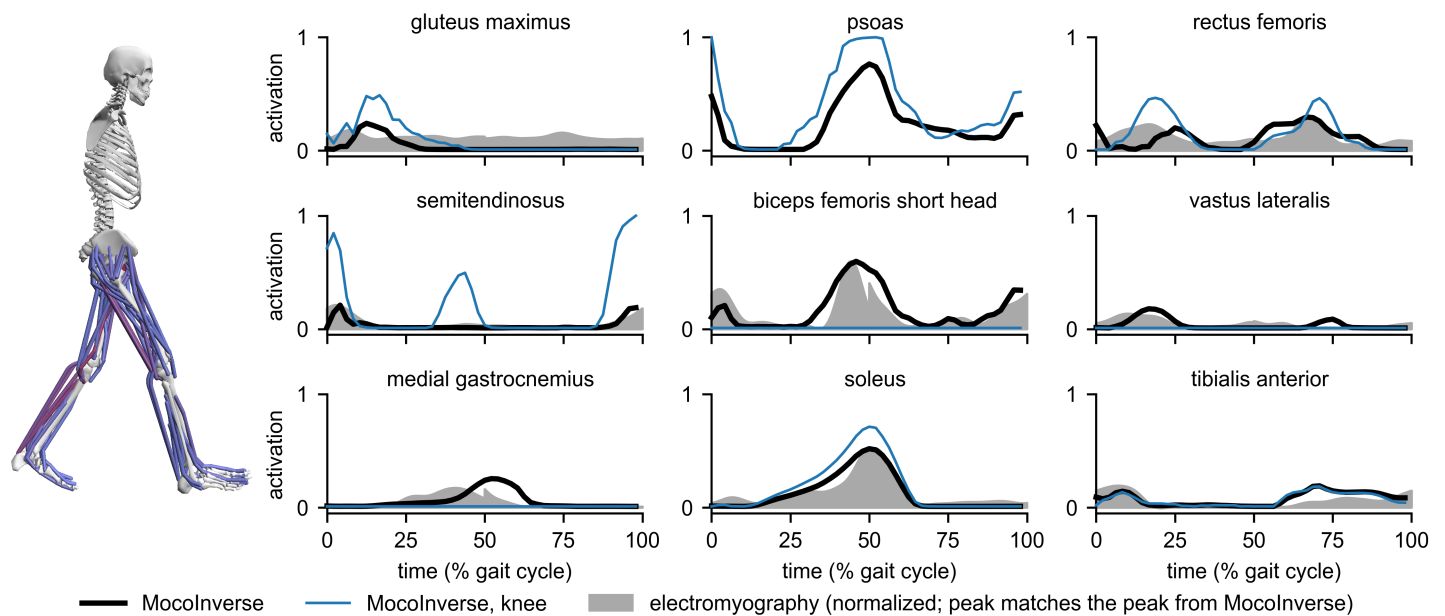 gluteus maximus
psoas
rectus femoris
activation
1
0
1
0
1
0
semitendinosus
biceps femoris short head
vastus lateralis
activation
1
0
1
0
1
0
medial gastrocnemius
soleus
tibialis anterior
activation
1
0
1
0
1
0
0 25 50 75 100
0 25 50 75 100
0 25 50 75 100
time (% gait cycle)
time (% gait cycle)
time (% gait cycle)
MocoInverse
MocoInverse, knee
electromyography (normalized; peak matches the peak from MocoInverse)